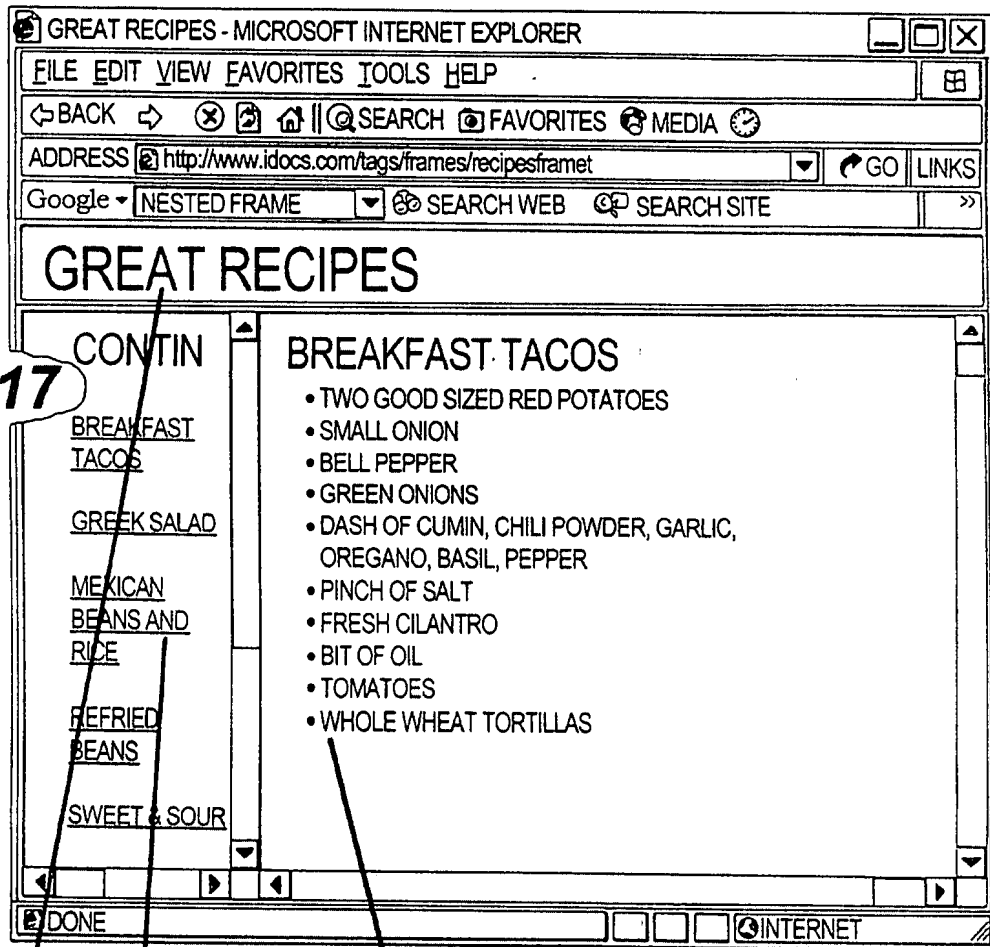 GREAT RECIPES - MICROSOFT INTERNET EXPLORER
FILE EDIT VIEW FAVORITES TOOLS HELP
BACK SEARCH FAVORITES MEDIA
ADDRESS http://www.idocs.com/tags/frames/recipesframet GO LINKS
Google NESTED FRAME SEARCH WEB SEARCH SITE >>
GREAT RECIPES
17
CONTIN
BREAKFAST
TACOS
GREEK SALAD
MEXICAN
BEANS AND
RICE
REFRIED
BEANS
SWEET & SOUR
BREAKFAST TACOS
• TWO GOOD SIZED RED POTATOES
• SMALL ONION
• BELL PEPPER
• GREEN ONIONS
• DASH OF CUMIN, CHILI POWDER, GARLIC,
OREGANO, BASIL, PEPPER
• PINCH OF SALT
• FRESH CILANTRO
• BIT OF OIL
• TOMATOES
• WHOLE WHEAT TORTILLAS
DONE INTERNET